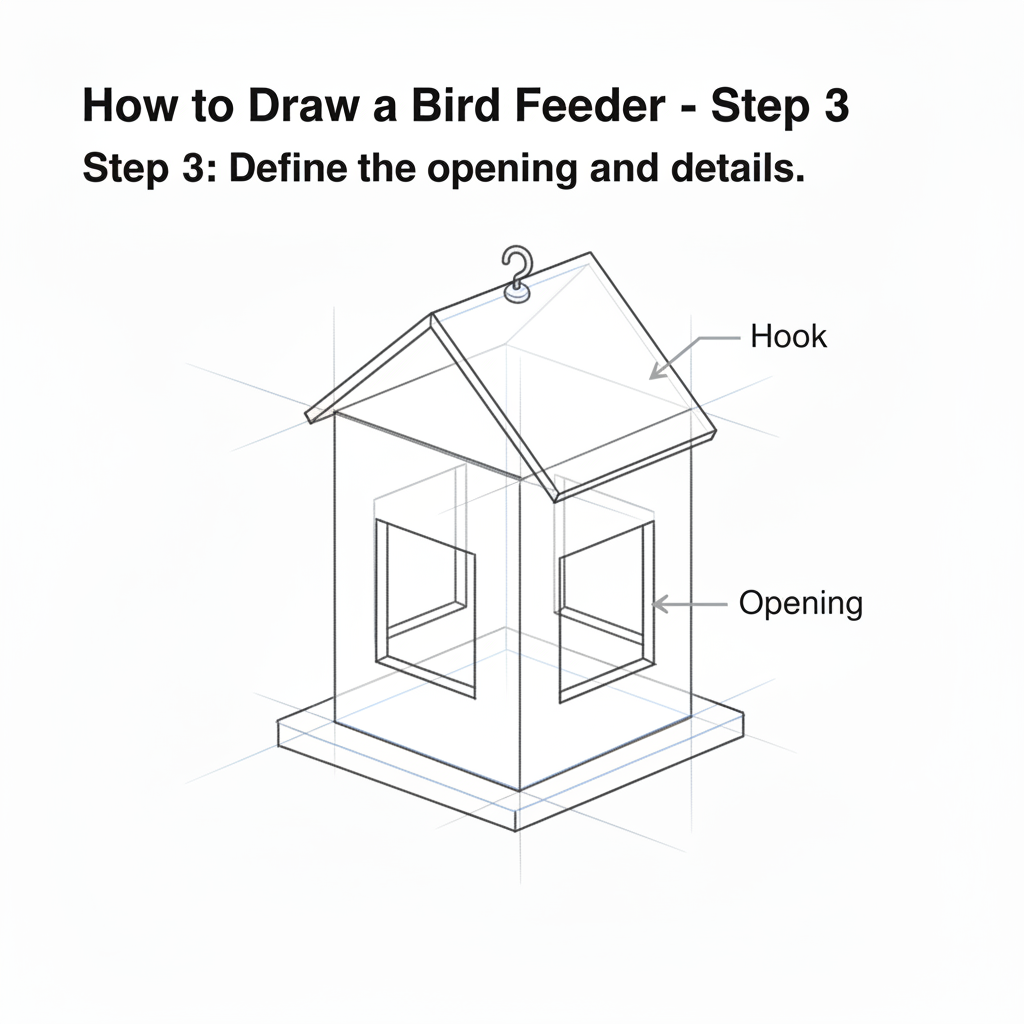 How to Draw a Bird Feeder - Step 3
Step 3: Define the opening and details.
Hook
Opening